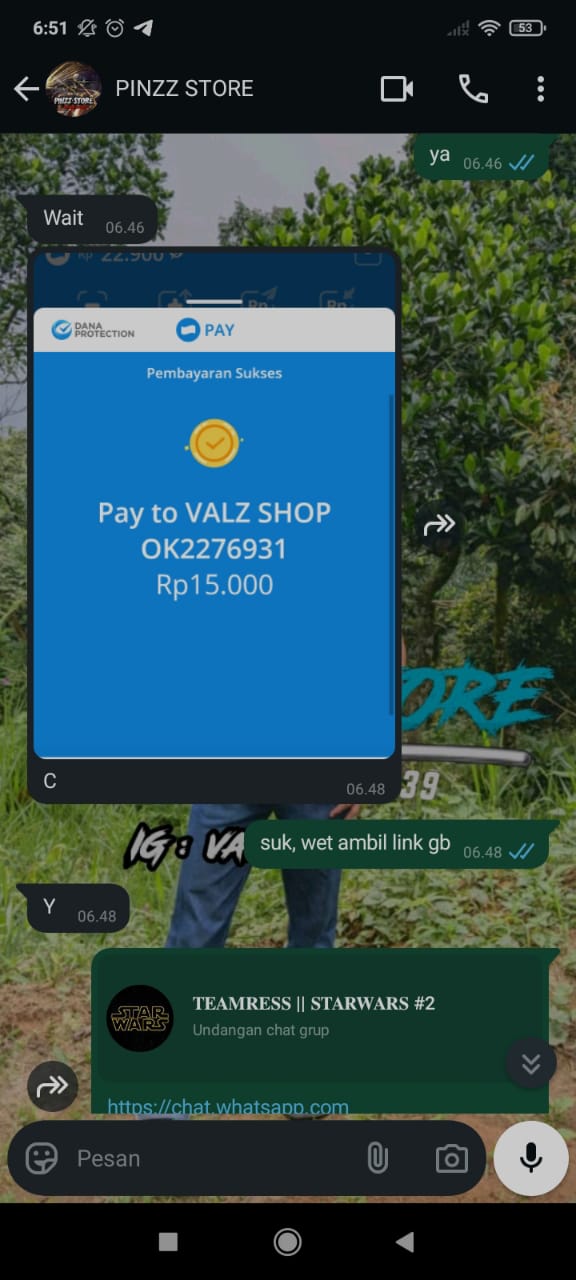 6:51
53
PINZZ STORE
PINZZ STORE
ya 06.46
Wait 06.46
Rp 22.900
DANA PROTECTION
PAY
Pembayaran Sukses
Pay to VALZ SHOP
OK2276931
Rp15.000
C 06.48
ORE
39
IG : VA
suk, wet ambil link gb 06.48
Y 06.48
STAR WARS
TEAMRESS || STARWARS #2
Undangan chat grup
https://chat.whatsapp.com
Pesan